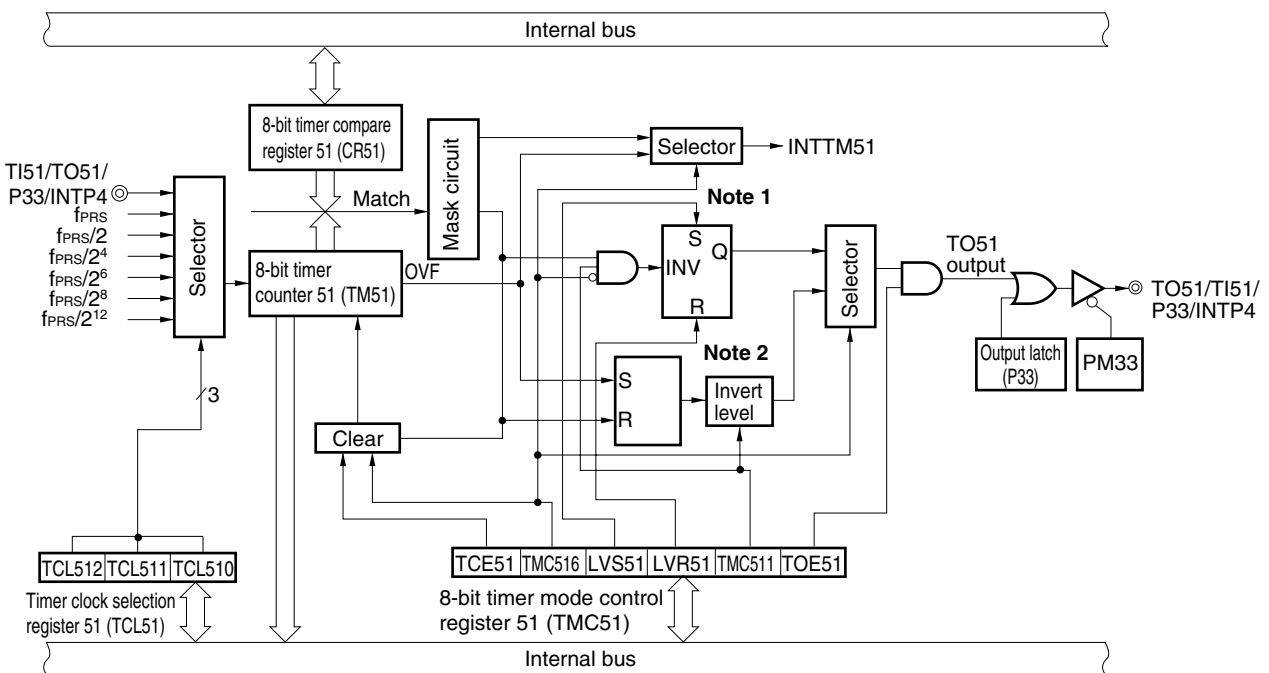 Internal bus
8-bit timer compare
register 51 (CR51)
Mask circuit
Selector
INTTM51
TI51/TO51/
P33/INTP4
fPRS
fPRS/2
fPRS/2⁴
fPRS/2⁶
fPRS/2⁸
fPRS/2¹²
Selector
Match
Note 1
S
Q
INV
R
Selector
TO51
output
TO51/TI51/
P33/INTP4
8-bit timer
counter 51 (TM51)
OVF
Note 2
S
R
Invert
level
Output latch
(P33)
PM33
3
Clear
TCL512 TCL511 TCL510
Timer clock selection
register 51 (TCL51)
TCE51 TMC516 LVS51 LVR51 TMC511 TOE51
8-bit timer mode control
register 51 (TMC51)
Internal bus